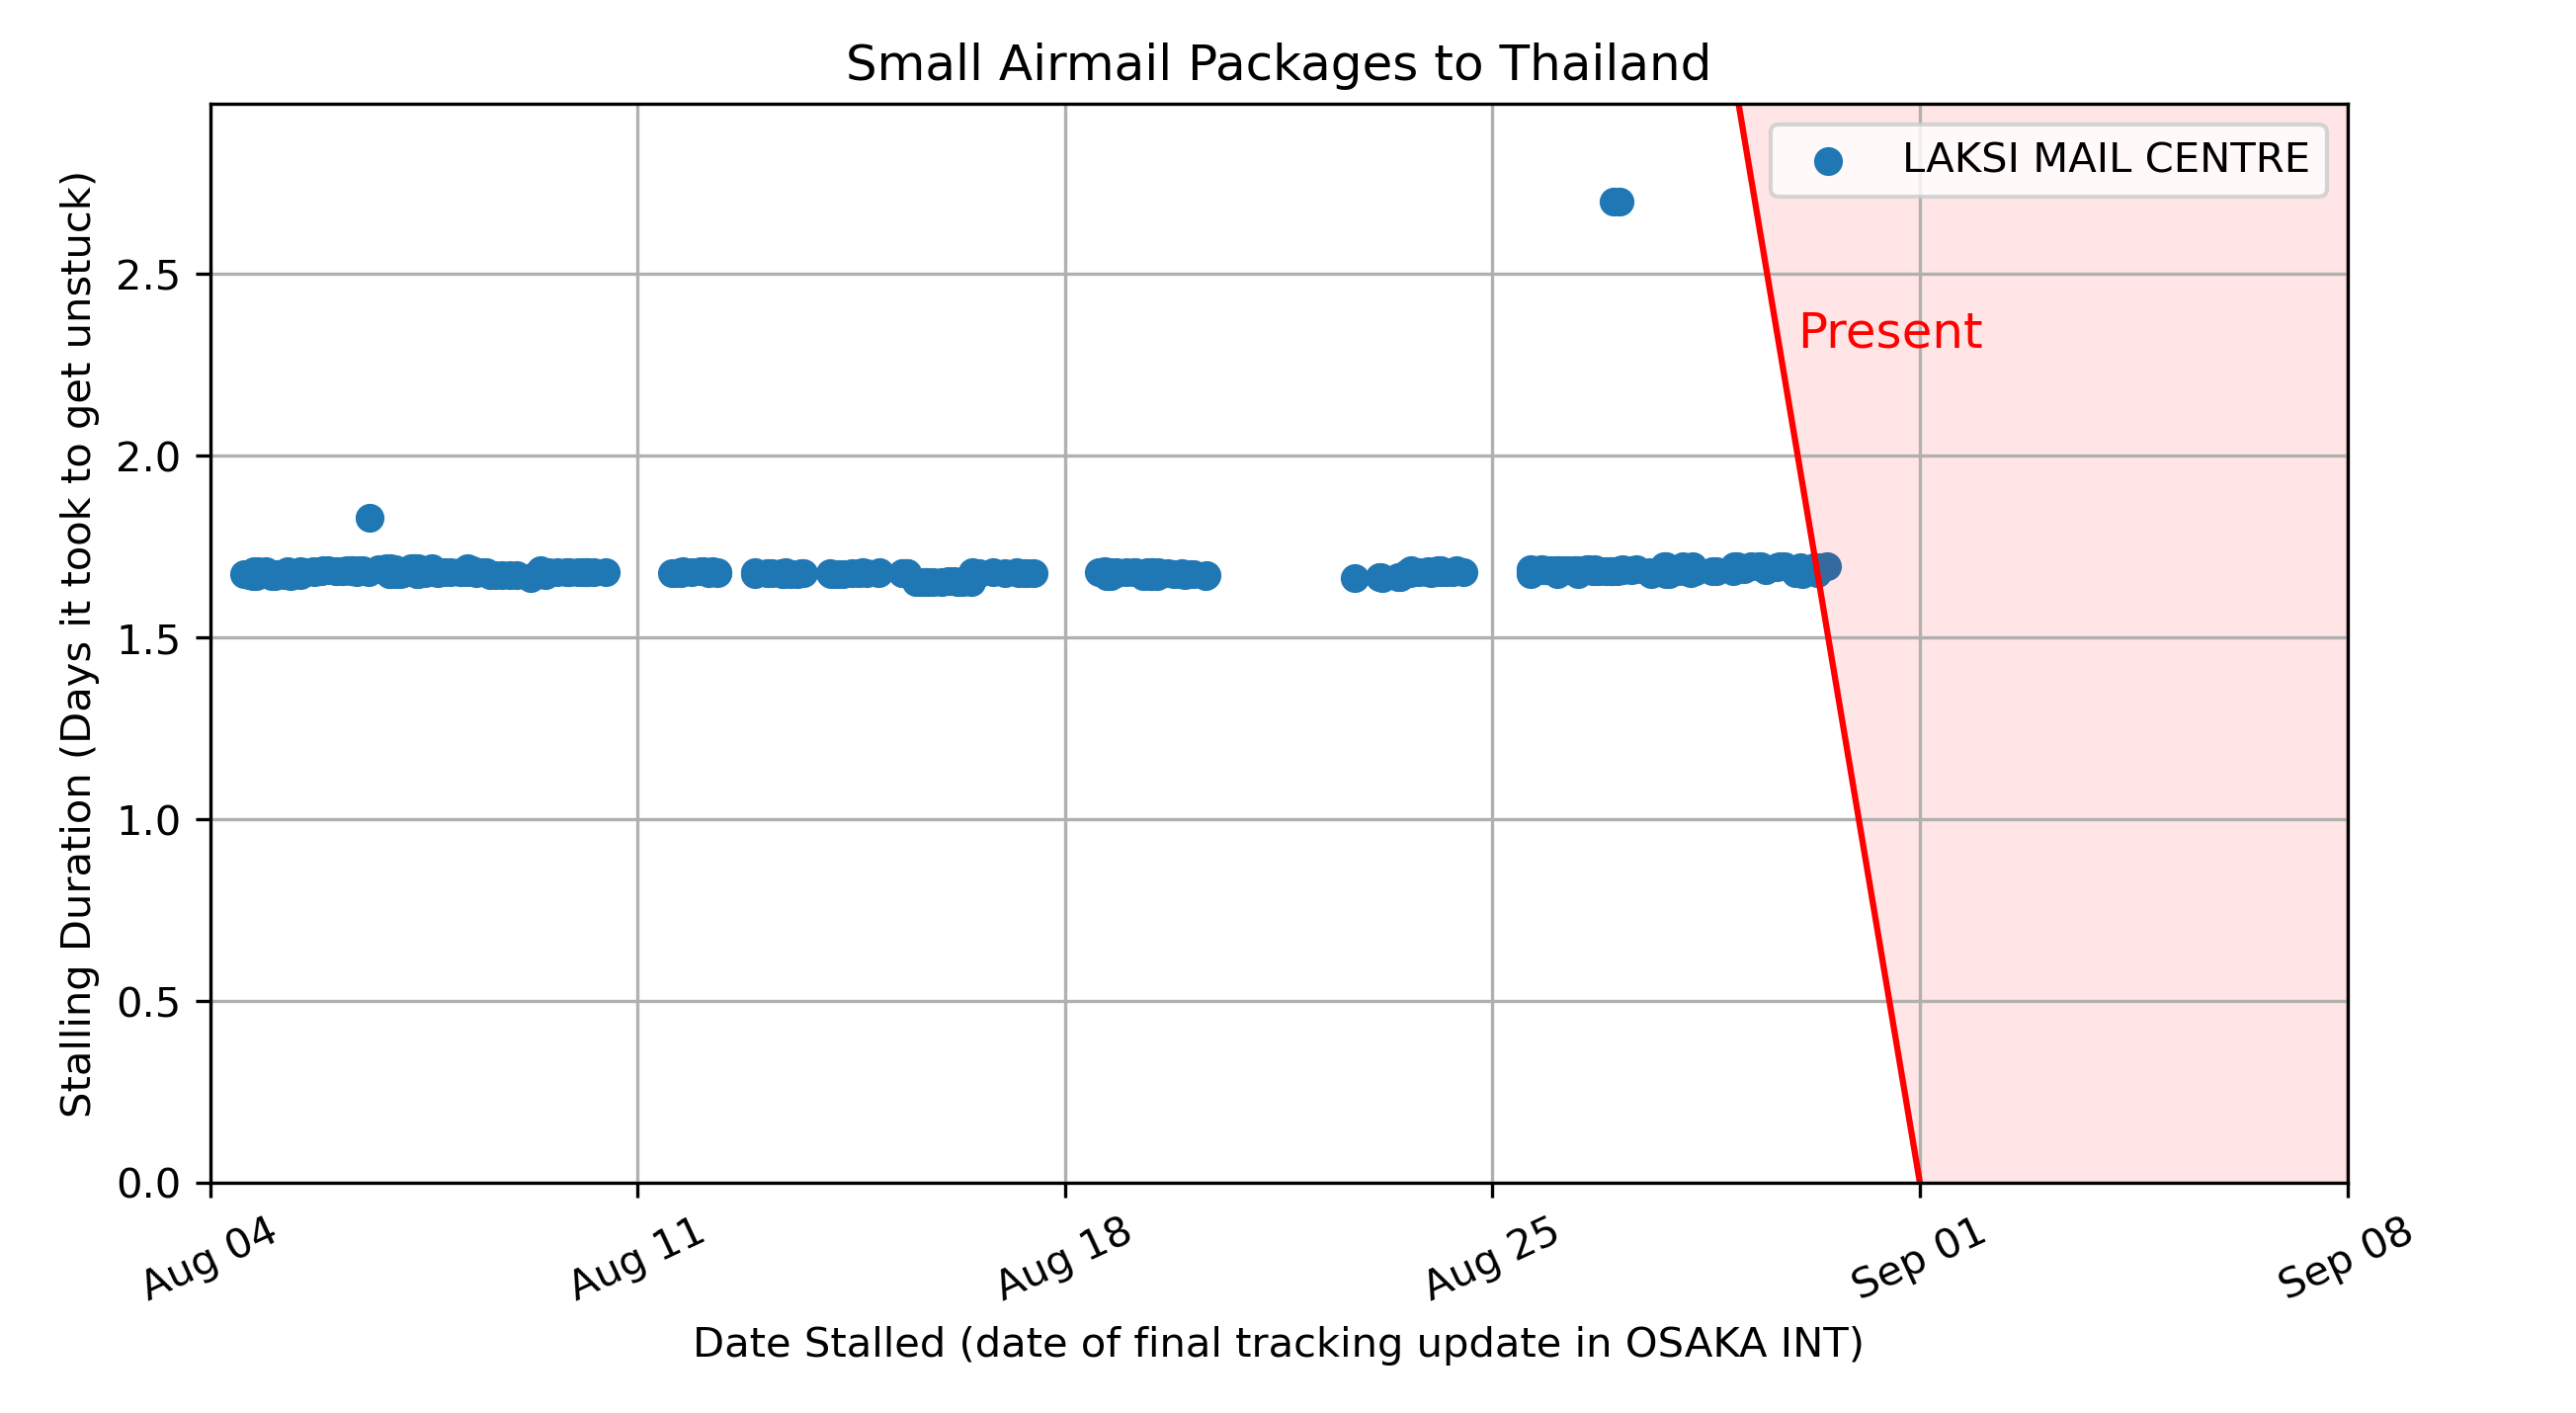 Small Airmail Packages to Thailand
LAKSI MAIL CENTRE
Present
Stalling Duration (Days it took to get unstuck)
2.5
2.0
1.5
1.0
0.5
0.0
Aug 04
Aug 11
Aug 18
Aug 25
Sep 01
Sep 08
Date Stalled (date of final tracking update in OSAKA INT)